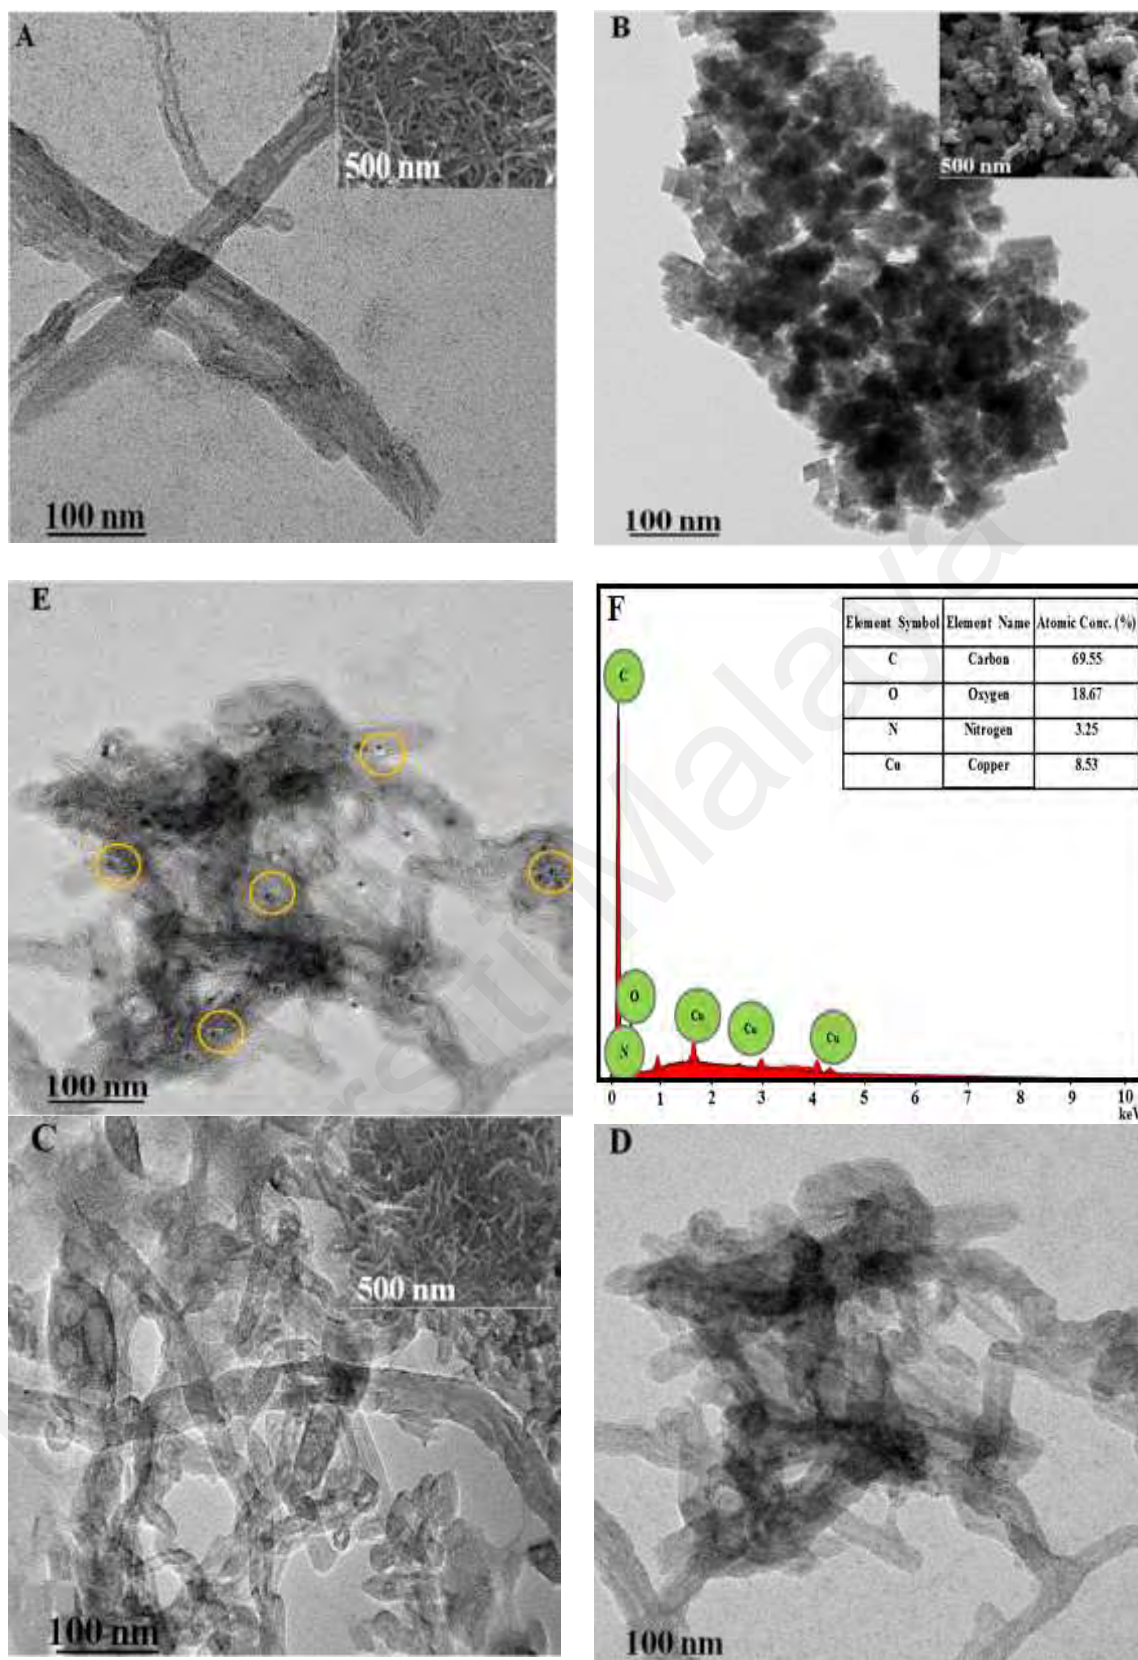 A
500 nm
100 nm
B
500 nm
100 nm
E
100 nm
F
Element Symbol Element Name Atomic Conc. (%)
C Carbon 69.55
O Oxygen 18.67
N Nitrogen 3.25
Cu Copper 8.53
C
O
N
Cu
Cu
Cu
0 1 2 3 4 5 6 7 8 9 10
keV
C
500 nm
100 nm
D
100 nm